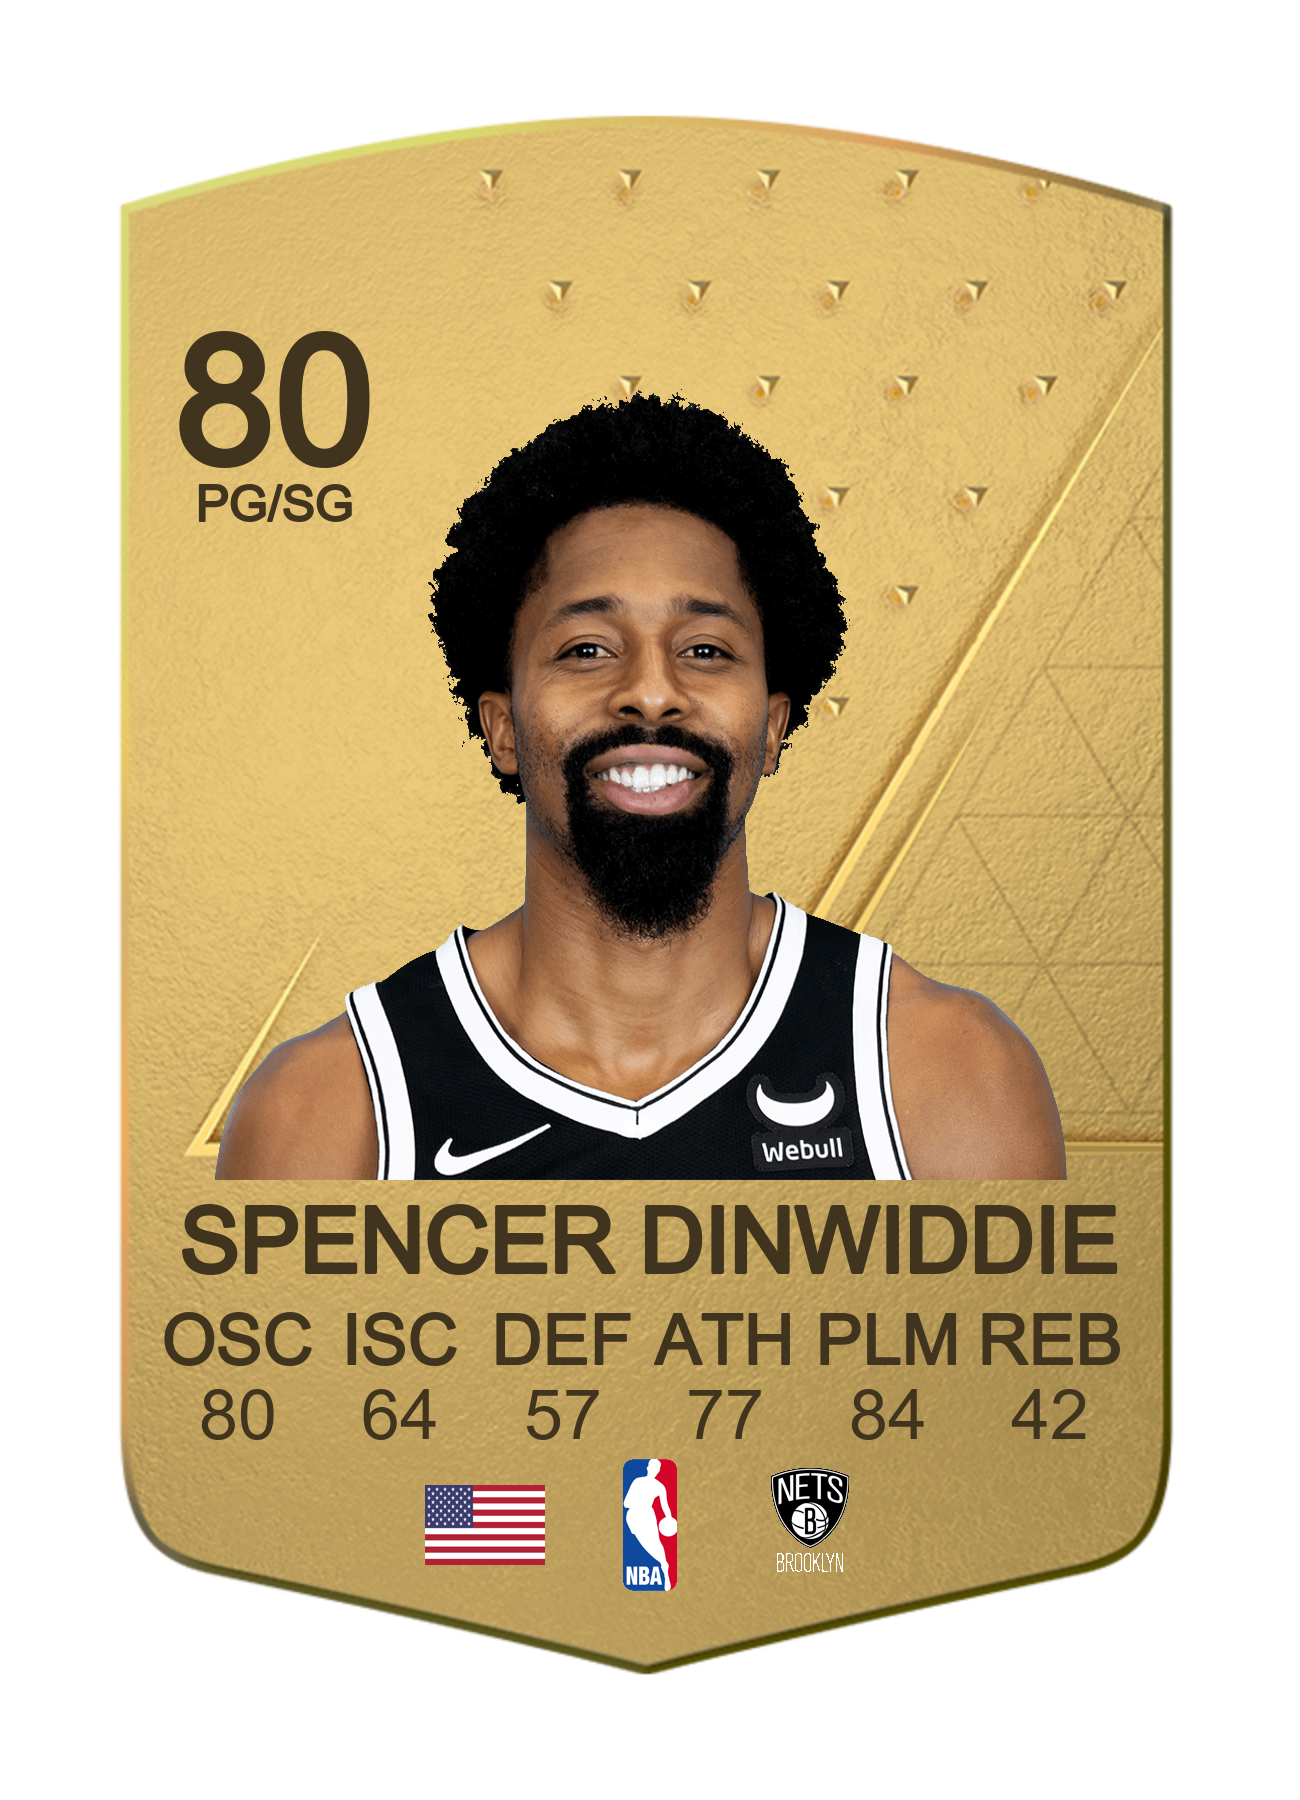 80
PG/SG
Webull
SPENCER DINWIDDIE
OSC ISC DEF ATH PLM REB
80 64 57 77 84 42
NBA
NETS
B
BROOKLYN